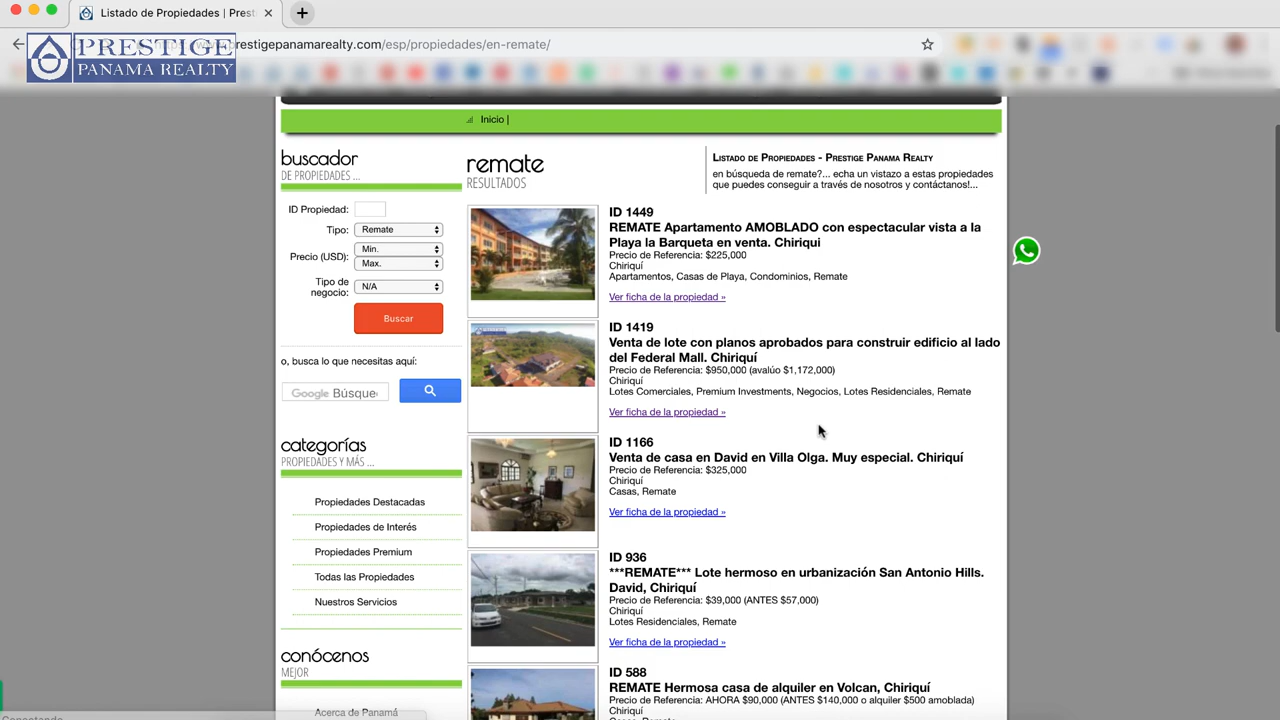 Listado de Propiedades | Prest
prestigepanamarealty.com/esp/propiedades/en-remate/
PRESTIGE
PANAMA REALTY
Inicio |
buscador
DE PROPIEDADES ...
ID Propiedad:
Tipo: Remate
Precio (USD): Min.
Max.
Tipo de negocio: N/A
Buscar
o, busca lo que necesitas aquí:
Google Búsque
categorías
PROPIEDADES Y MÁS ...
Propiedades Destacadas
Propiedades de Interés
Propiedades Premium
Todas las Propiedades
Nuestros Servicios
conócenos
MEJOR
Acerca de Panamá
remate
RESULTADOS
Listado de Propiedades - Prestige Panama Realty
en búsqueda de remate?... echa un vistazo a estas propiedades
que puedes conseguir a través de nosotros y contáctanos!...
ID 1449
REMATE Apartamento AMOBLADO con espectacular vista a la
Playa la Barqueta en venta. Chiriqui
Precio de Referencia: $225,000
Chiriquí
Apartamentos, Casas de Playa, Condominios, Remate
Ver ficha de la propiedad »
ID 1419
Venta de lote con planos aprobados para construir edificio al lado
del Federal Mall. Chiriquí
Precio de Referencia: $950,000 (avalúo $1,172,000)
Chiriquí
Lotes Comerciales, Premium Investments, Negocios, Lotes Residenciales, Remate
Ver ficha de la propiedad »
ID 1166
Venta de casa en David en Villa Olga. Muy especial. Chiriquí
Precio de Referencia: $325,000
Chiriquí
Casas, Remate
Ver ficha de la propiedad »
ID 936
***REMATE*** Lote hermoso en urbanización San Antonio Hills.
David, Chiriquí
Precio de Referencia: $39,000 (ANTES $57,000)
Chiriquí
Lotes Residenciales, Remate
Ver ficha de la propiedad »
ID 588
REMATE Hermosa casa de alquiler en Volcan, Chiriquí
Precio de Referencia: AHORA $90,000 (ANTES $140,000 o alquiler $500 amoblada)
Chiriquí